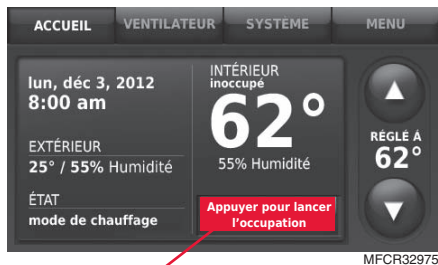 ACCUEIL
VENTILATEUR
SYSTÈME
MENU
lun, déc 3, 2012
8:00 am
EXTÉRIEUR
25° / 55% Humidité
ÉTAT
mode de chauffage
INTÉRIEUR
inoccupé
62°
55% Humidité
Appuyer pour lancer
l'occupation
RÉGLÉ À
62°
MFCR32975